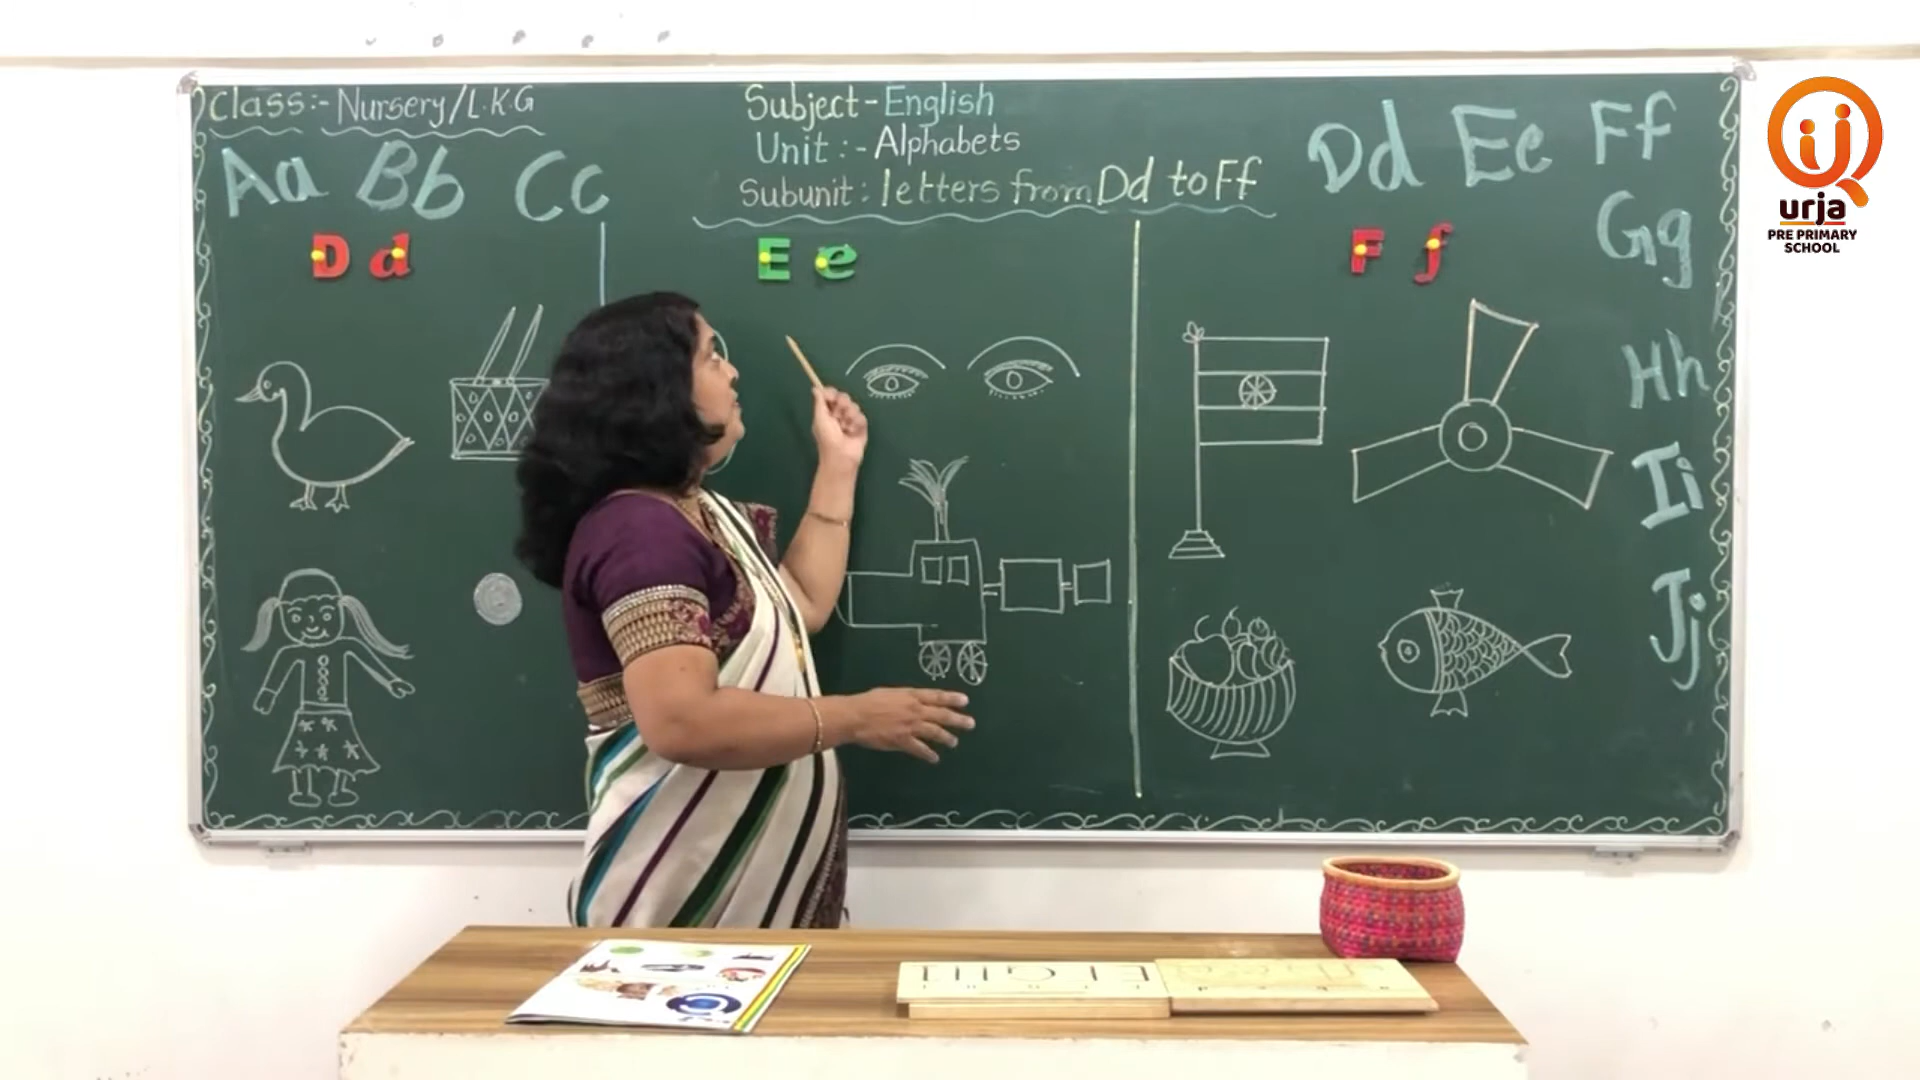 Class:- Nursery/L.K.G
Subject- English
Unit :- Alphabets
Subunit : letters from Dd to Ff
Aa Bb Cc
Dd Ee Ff
Gg
Hh
Ii
Jj
D d
E e
F f
urja
PRE PRIMARY
SCHOOL